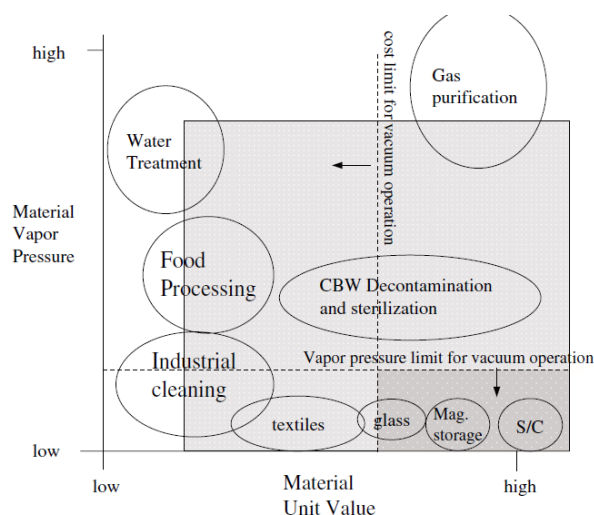 high
cost limit for vacuum operation
Gas
purification
Water
Treatment
Material
Vapor
Pressure
Food
Processing
CBW Decontamination
and sterilization
Vapor pressure limit for vacuum operation
Industrial
cleaning
textiles
glass
Mag.
storage
S/C
low
low
Material
Unit Value
high